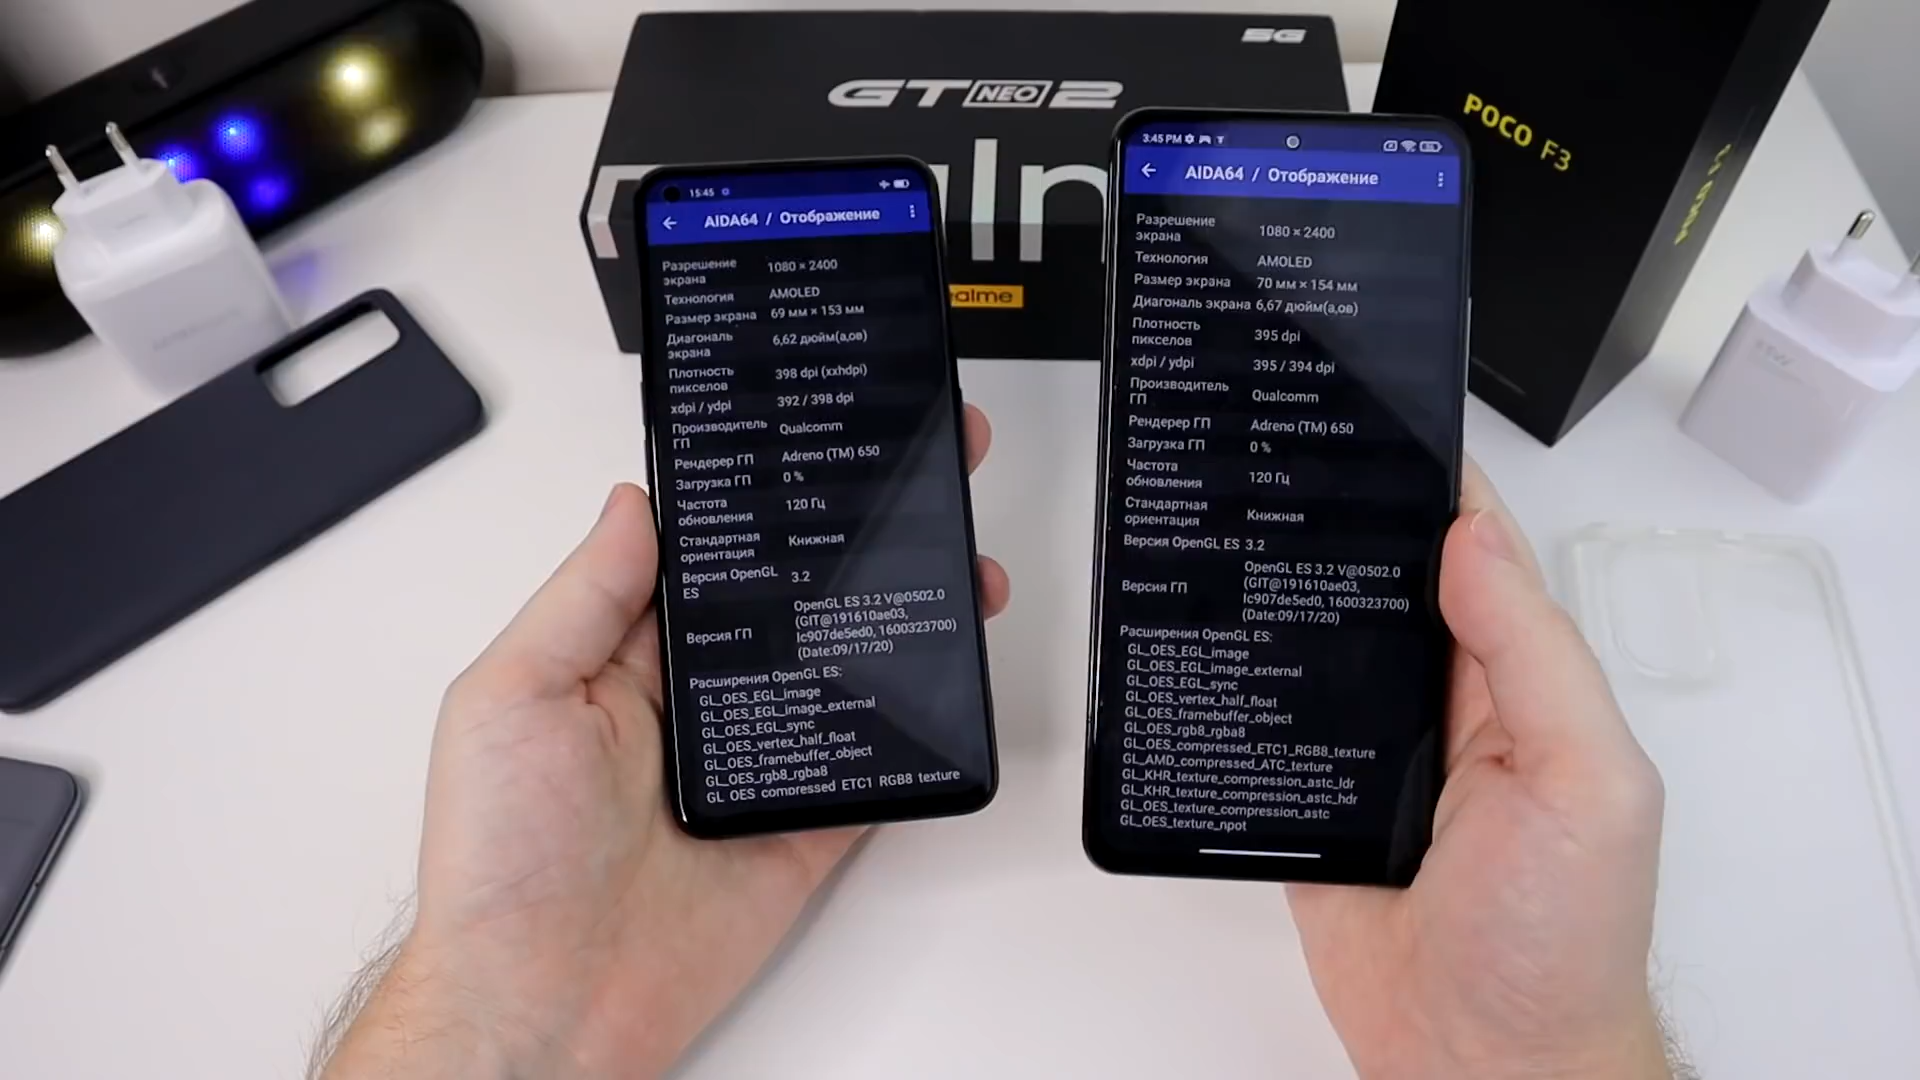 5G
GT NEO 2
realme
POCO F3
POCO F3
15:45
AIDA64 / Отображение
Разрешение
экрана
1080 × 2400
Технология
AMOLED
Размер экрана
69 мм × 153 мм
Диагональ
экрана
6,62 дюйм(а,ов)
Плотность
пикселов
398 dpi (xxhdpi)
xdpi / ydpi
392 / 398 dpi
Производитель
ГП
Qualcomm
Рендерер ГП
Adreno (TM) 650
Загрузка ГП
0 %
Частота
обновления
120 Гц
Стандартная
ориентация
Книжная
Версия OpenGL
ES
3.2
Версия ГП
OpenGL ES 3.2 V@0502.0
(GIT@191610ae03,
Ic907de5ed0, 1600323700)
(Date:09/17/20)
Расширения OpenGL ES:
GL_OES_EGL_image
GL_OES_EGL_image_external
GL_OES_EGL_sync
GL_OES_vertex_half_float
GL_OES_framebuffer_object
GL_OES_rgb8_rgba8
GL_OES_compressed_ETC1_RGB8_texture
3:45 PM
AIDA64 / Отображение
Разрешение
экрана
1080 × 2400
Технология
AMOLED
Размер экрана
70 мм × 154 мм
Диагональ экрана
6,67 дюйм(а,ов)
Плотность
пикселов
395 dpi
xdpi / ydpi
395 / 394 dpi
Производитель
ГП
Qualcomm
Рендерер ГП
Adreno (TM) 650
Загрузка ГП
0 %
Частота
обновления
120 Гц
Стандартная
ориентация
Книжная
Версия OpenGL ES
3.2
Версия ГП
OpenGL ES 3.2 V@0502.0
(GIT@191610ae03,
Ic907de5ed0, 1600323700)
(Date:09/17/20)
Расширения OpenGL ES:
GL_OES_EGL_image
GL_OES_EGL_image_external
GL_OES_EGL_sync
GL_OES_vertex_half_float
GL_OES_framebuffer_object
GL_OES_rgb8_rgba8
GL_OES_compressed_ETC1_RGB8_texture
GL_AMD_compressed_ATC_texture
GL_KHR_texture_compression_astc_ldr
GL_KHR_texture_compression_astc_hdr
GL_OES_texture_compression_astc
GL_OES_texture_npot